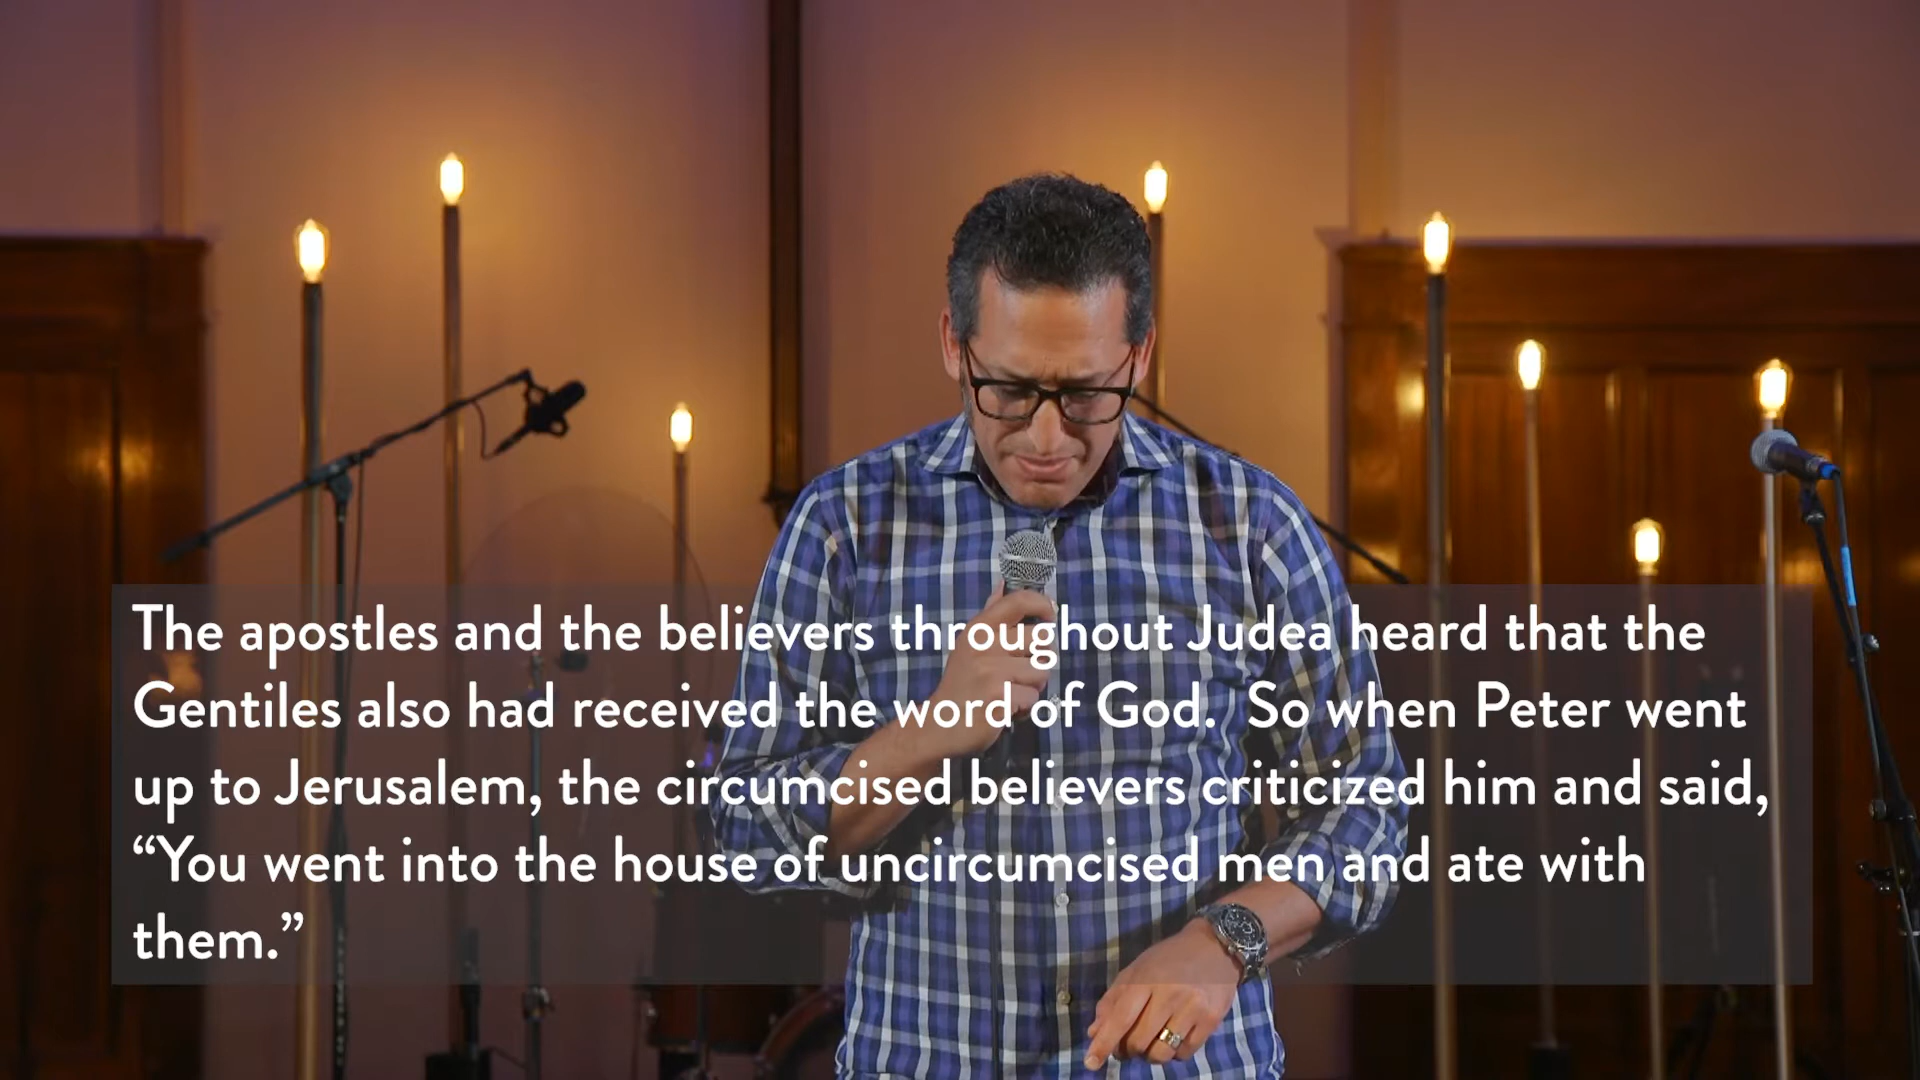 The apostles and the believers throughout Judea heard that the
Gentiles also had received the word of God.  So when Peter went
up to Jerusalem, the circumcised believers criticized him and said,
“You went into the house of uncircumcised men and ate with
them.”